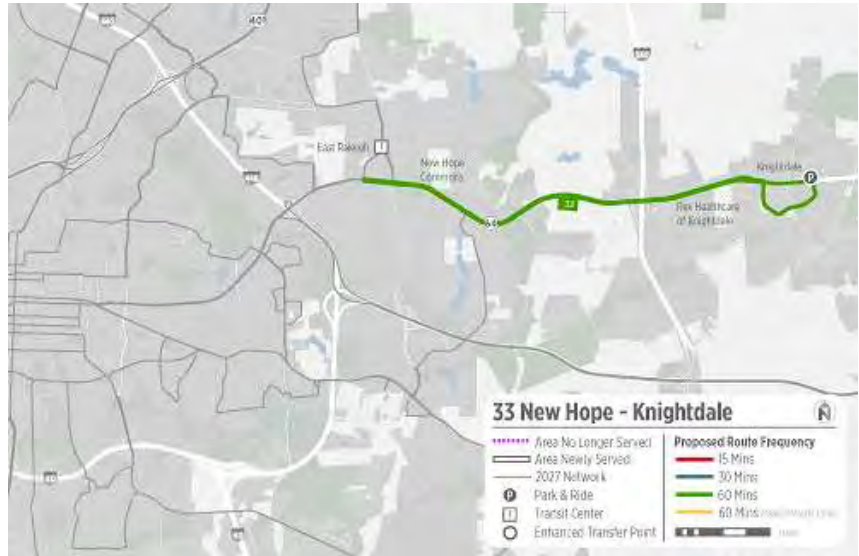 401
East Raleigh
T
New Hope
Commons
33
64
Knightdale
P
Rex Healthcare
of Knightdale
33 New Hope - Knightdale
Area No Longer Served
Area Newly Served
2027 Network
P Park & Ride
T Transit Center
Enhanced Transfer Point
Proposed Route Frequency
15 Mins
30 Mins
60 Mins
60 Mins